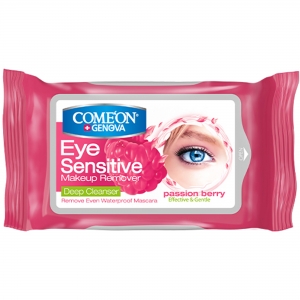 COMEON
GENOVA
Eye
Sensitive
Makeup Remover
Deep Cleanser
Remove Even Waterproof Mascara
passion berry
Effective & Gentle